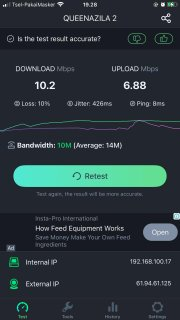 Tsel-PakaiMasker 19.28
QUEENAZILA 2
Is the test result accurate?
DOWNLOAD Mbps UPLOAD Mbps
10.2 6.88
Loss: 10% Jitter: 426ms Ping: 8ms
Bandwidth: 10M (Average: 14M)
Retest
Test again, the result will be more accurate.
Insta-Pro International
How Feed Equipment Works
Save Money Make Your Own Feed
Ingredients
Open
Ad
Internal IP 192.168.100.17
External IP 61.94.61.125
Test Tools History Settings